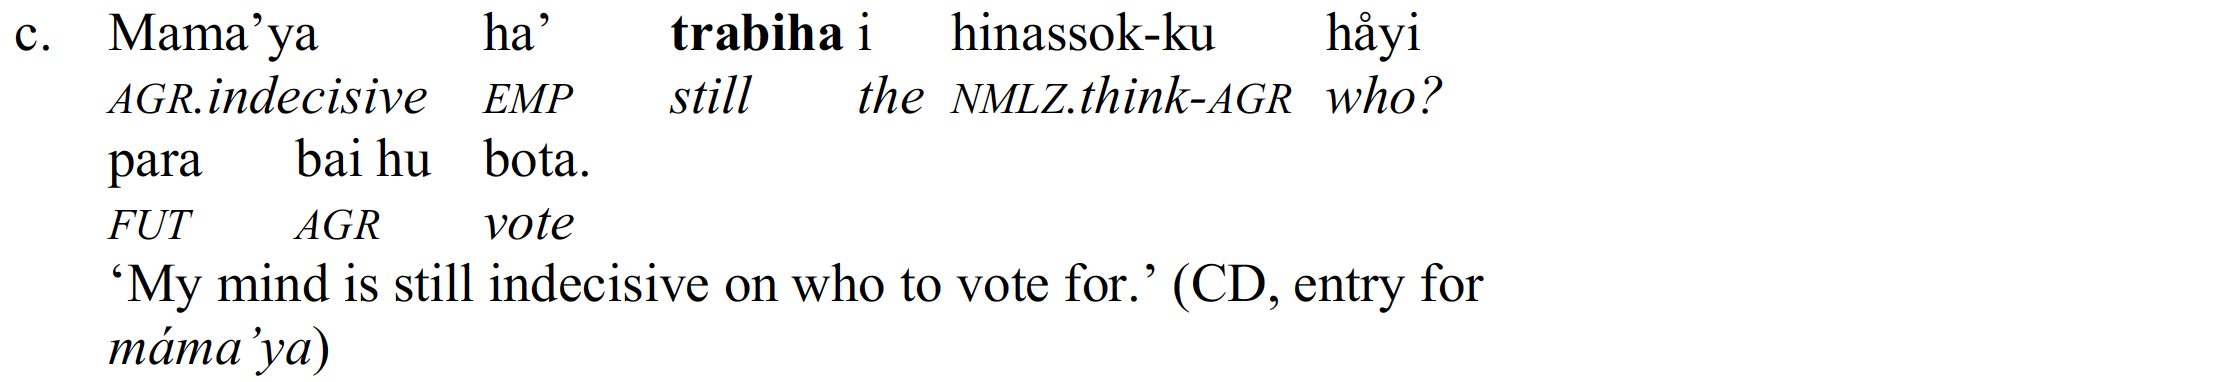 c. Mama’ya ha’ trabiha i hinassok-ku håyi
AGR.indecisive EMP still the NMLZ.think-AGR who?
para bai hu bota.
FUT AGR vote
‘My mind is still indecisive on who to vote for.’ (CD, entry for
máma’ya)